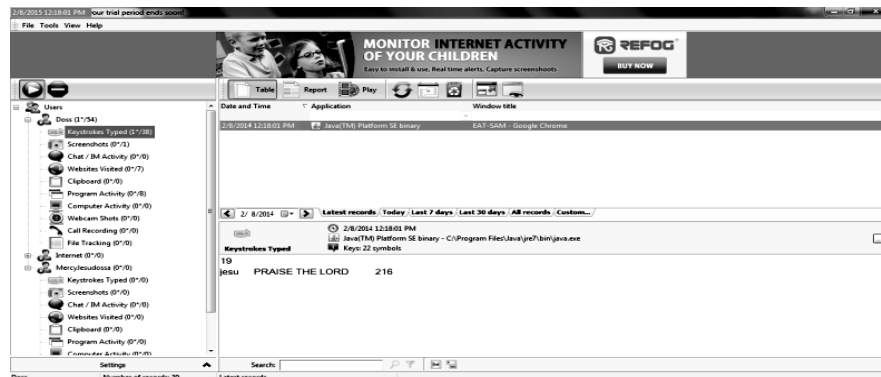 2/8/2015 12:18:01 PM our trial period ends soon!
File Tools View Help
MONITOR INTERNET ACTIVITY
OF YOUR CHILDREN
Easy to install & use, Real time alerts, Capture screenshoots
REFOG
BUY NOW
Table Report Play
Users
Doss (1*/54)
Keystrokes Typed (1*/38)
Screenshots (0*/1)
Chat / IM Activity (0*/0)
Websites Visited (0*/7)
Clipboard (0*/0)
Program Activity (0*/8)
Computer Activity (0*/0)
Webcam Shots (0*/0)
Call Recording (0*/0)
File Tracking (0*/0)
Internet (0*/0)
MercyJesudossa (0*/0)
Keystrokes Typed (0*/0)
Screenshots (0*/0)
Chat / IM Activity (0*/0)
Websites Visited (0*/0)
Clipboard (0*/0)
Program Activity (0*/0)
Computer Activity (0*/0)
Settings
Date and Time Application Window title
2/8/2014 12:18:01 PM Java(TM) Platform SE binary EAT-SAM - Google Chrome
2/ 8/2014 Latest records Today Last 7 days Last 30 days All records Custom...
Keystrokes Typed
2/8/2014 12:18:01 PM
Java(TM) Platform SE binary - C:\Program Files\Java\jre7\bin\java.exe
Keys: 22 symbols
19
jesu PRAISE THE LORD 216
Search:
Doss Number of records: 39 Latest records